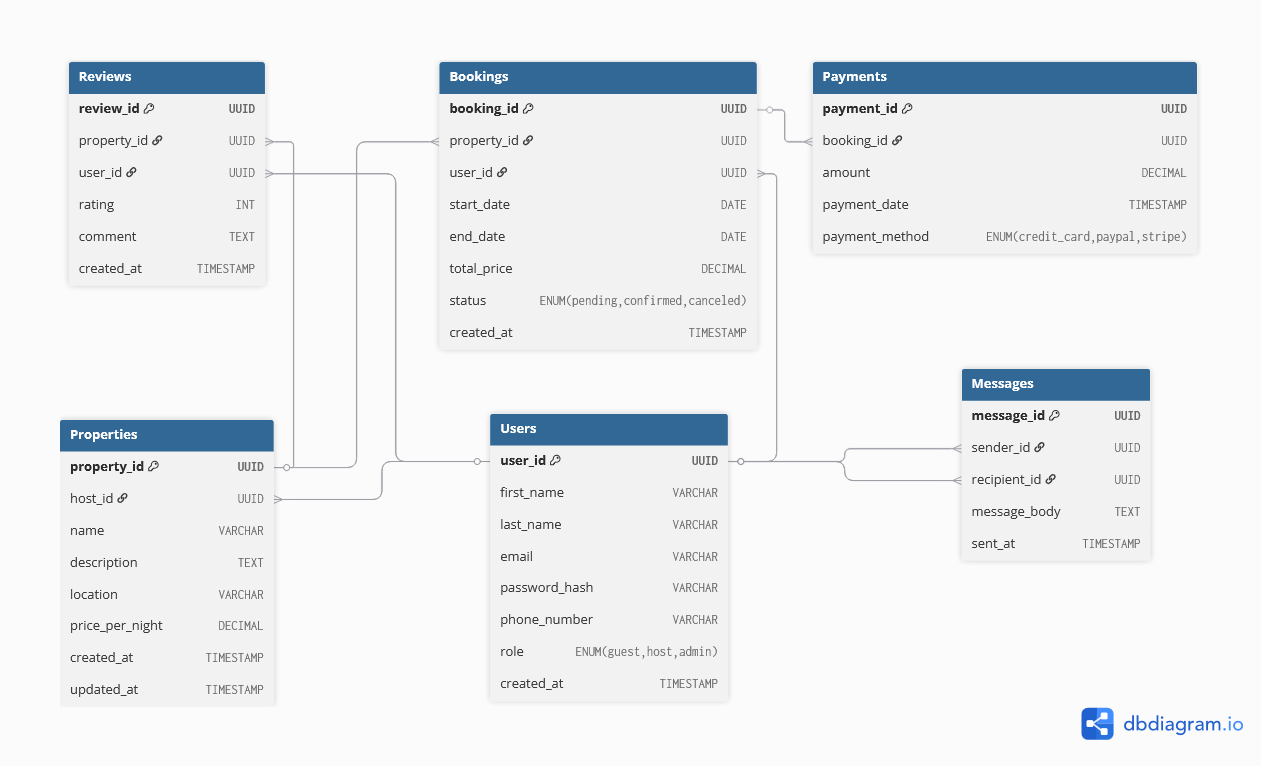 Reviews
review_id UUID
property_id UUID
user_id UUID
rating INT
comment TEXT
created_at TIMESTAMP
Bookings
booking_id UUID
property_id UUID
user_id UUID
start_date DATE
end_date DATE
total_price DECIMAL
status ENUM(pending,confirmed,canceled)
created_at TIMESTAMP
Payments
payment_id UUID
booking_id UUID
amount DECIMAL
payment_date TIMESTAMP
payment_method ENUM(credit_card,paypal,stripe)
Properties
property_id UUID
host_id UUID
name VARCHAR
description TEXT
location VARCHAR
price_per_night DECIMAL
created_at TIMESTAMP
updated_at TIMESTAMP
Users
user_id UUID
first_name VARCHAR
last_name VARCHAR
email VARCHAR
password_hash VARCHAR
phone_number VARCHAR
role ENUM(guest,host,admin)
created_at TIMESTAMP
Messages
message_id UUID
sender_id UUID
recipient_id UUID
message_body TEXT
sent_at TIMESTAMP
dbdiagram.io